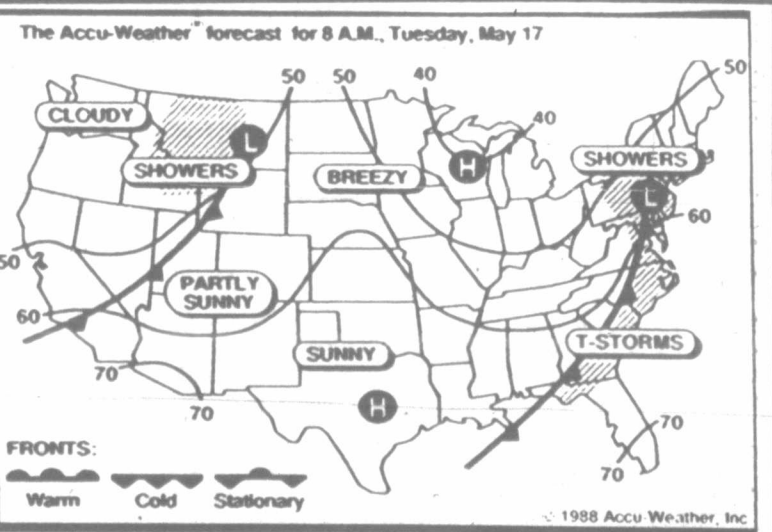 The Accu-Weather® forecast for 8 A.M., Tuesday, May 17
50 50 40 50
CLOUDY
40
L
SHOWERS
H
BREEZY
SHOWERS
L
60
50
PARTLY
SUNNY
60
SUNNY
T-STORMS
70
70
H
70
70
FRONTS:
Warm Cold Stationary
© 1988 Accu-Weather, Inc